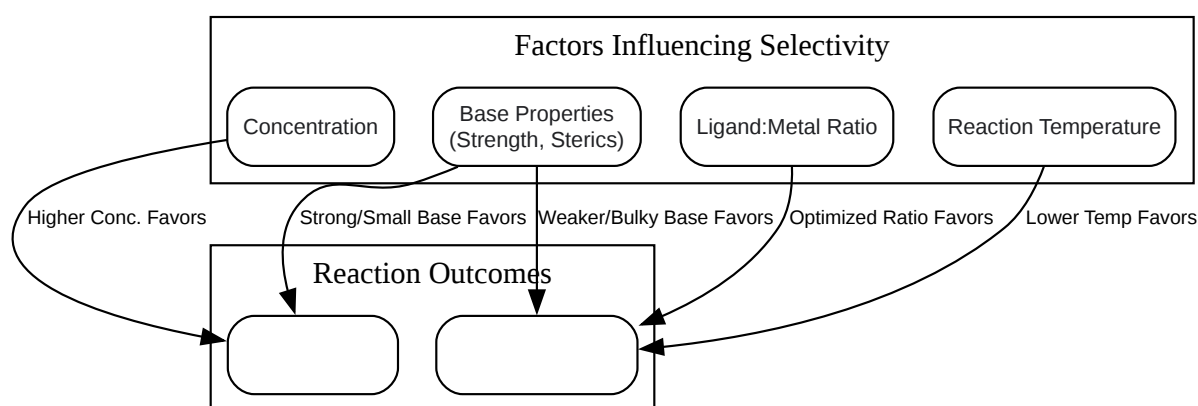 Factors Influencing Selectivity
Concentration
Base Properties
(Strength, Sterics)
Ligand:Metal Ratio
Reaction Temperature
Higher Conc. Favors
Strong/Small Base Favors
Weaker/Bulky Base Favors
Optimized Ratio Favors
Lower Temp Favors
Reaction Outcomes